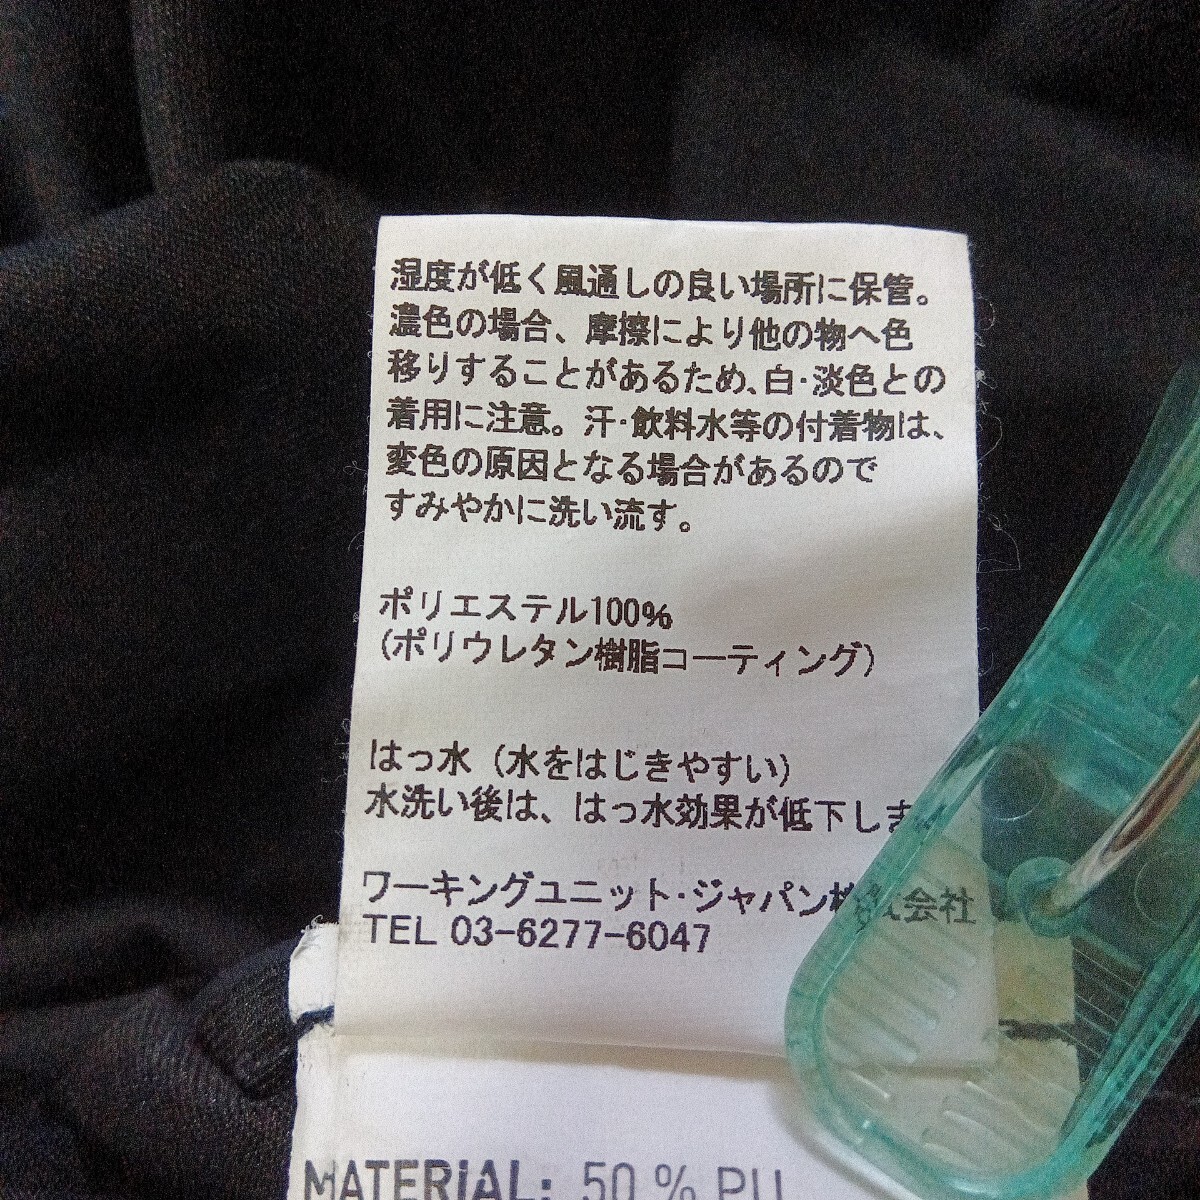 湿度が低く風通しの良い場所に保管。
濃色の場合、摩擦により他の物へ色
移りすることがあるため、白・淡色との
着用に注意。汗・飲料水等の付着物は、
変色の原因となる場合があるので
すみやかに洗い流す。
ポリエステル100%
(ポリウレタン樹脂コーティング)
はっ水（水をはじきやすい）
水洗い後は、はっ水効果が低下しま
ワーキングユニット・ジャパン株式会社
TEL 03-6277-6047
MATERiAL: 50 % PU